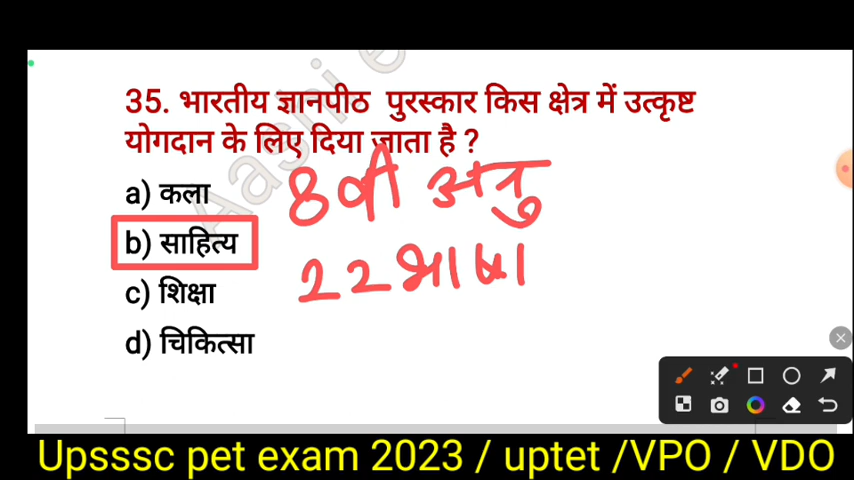 35. भारतीय ज्ञानपीठ पुरस्कार किस क्षेत्र में उत्कृष्ट
योगदान के लिए दिया जाता है ?
a) कला
8वी अनु
b) साहित्य
22 भाषा
c) शिक्षा
d) चिकित्सा
Upsssc pet exam 2023 / uptet /VPO / VDO